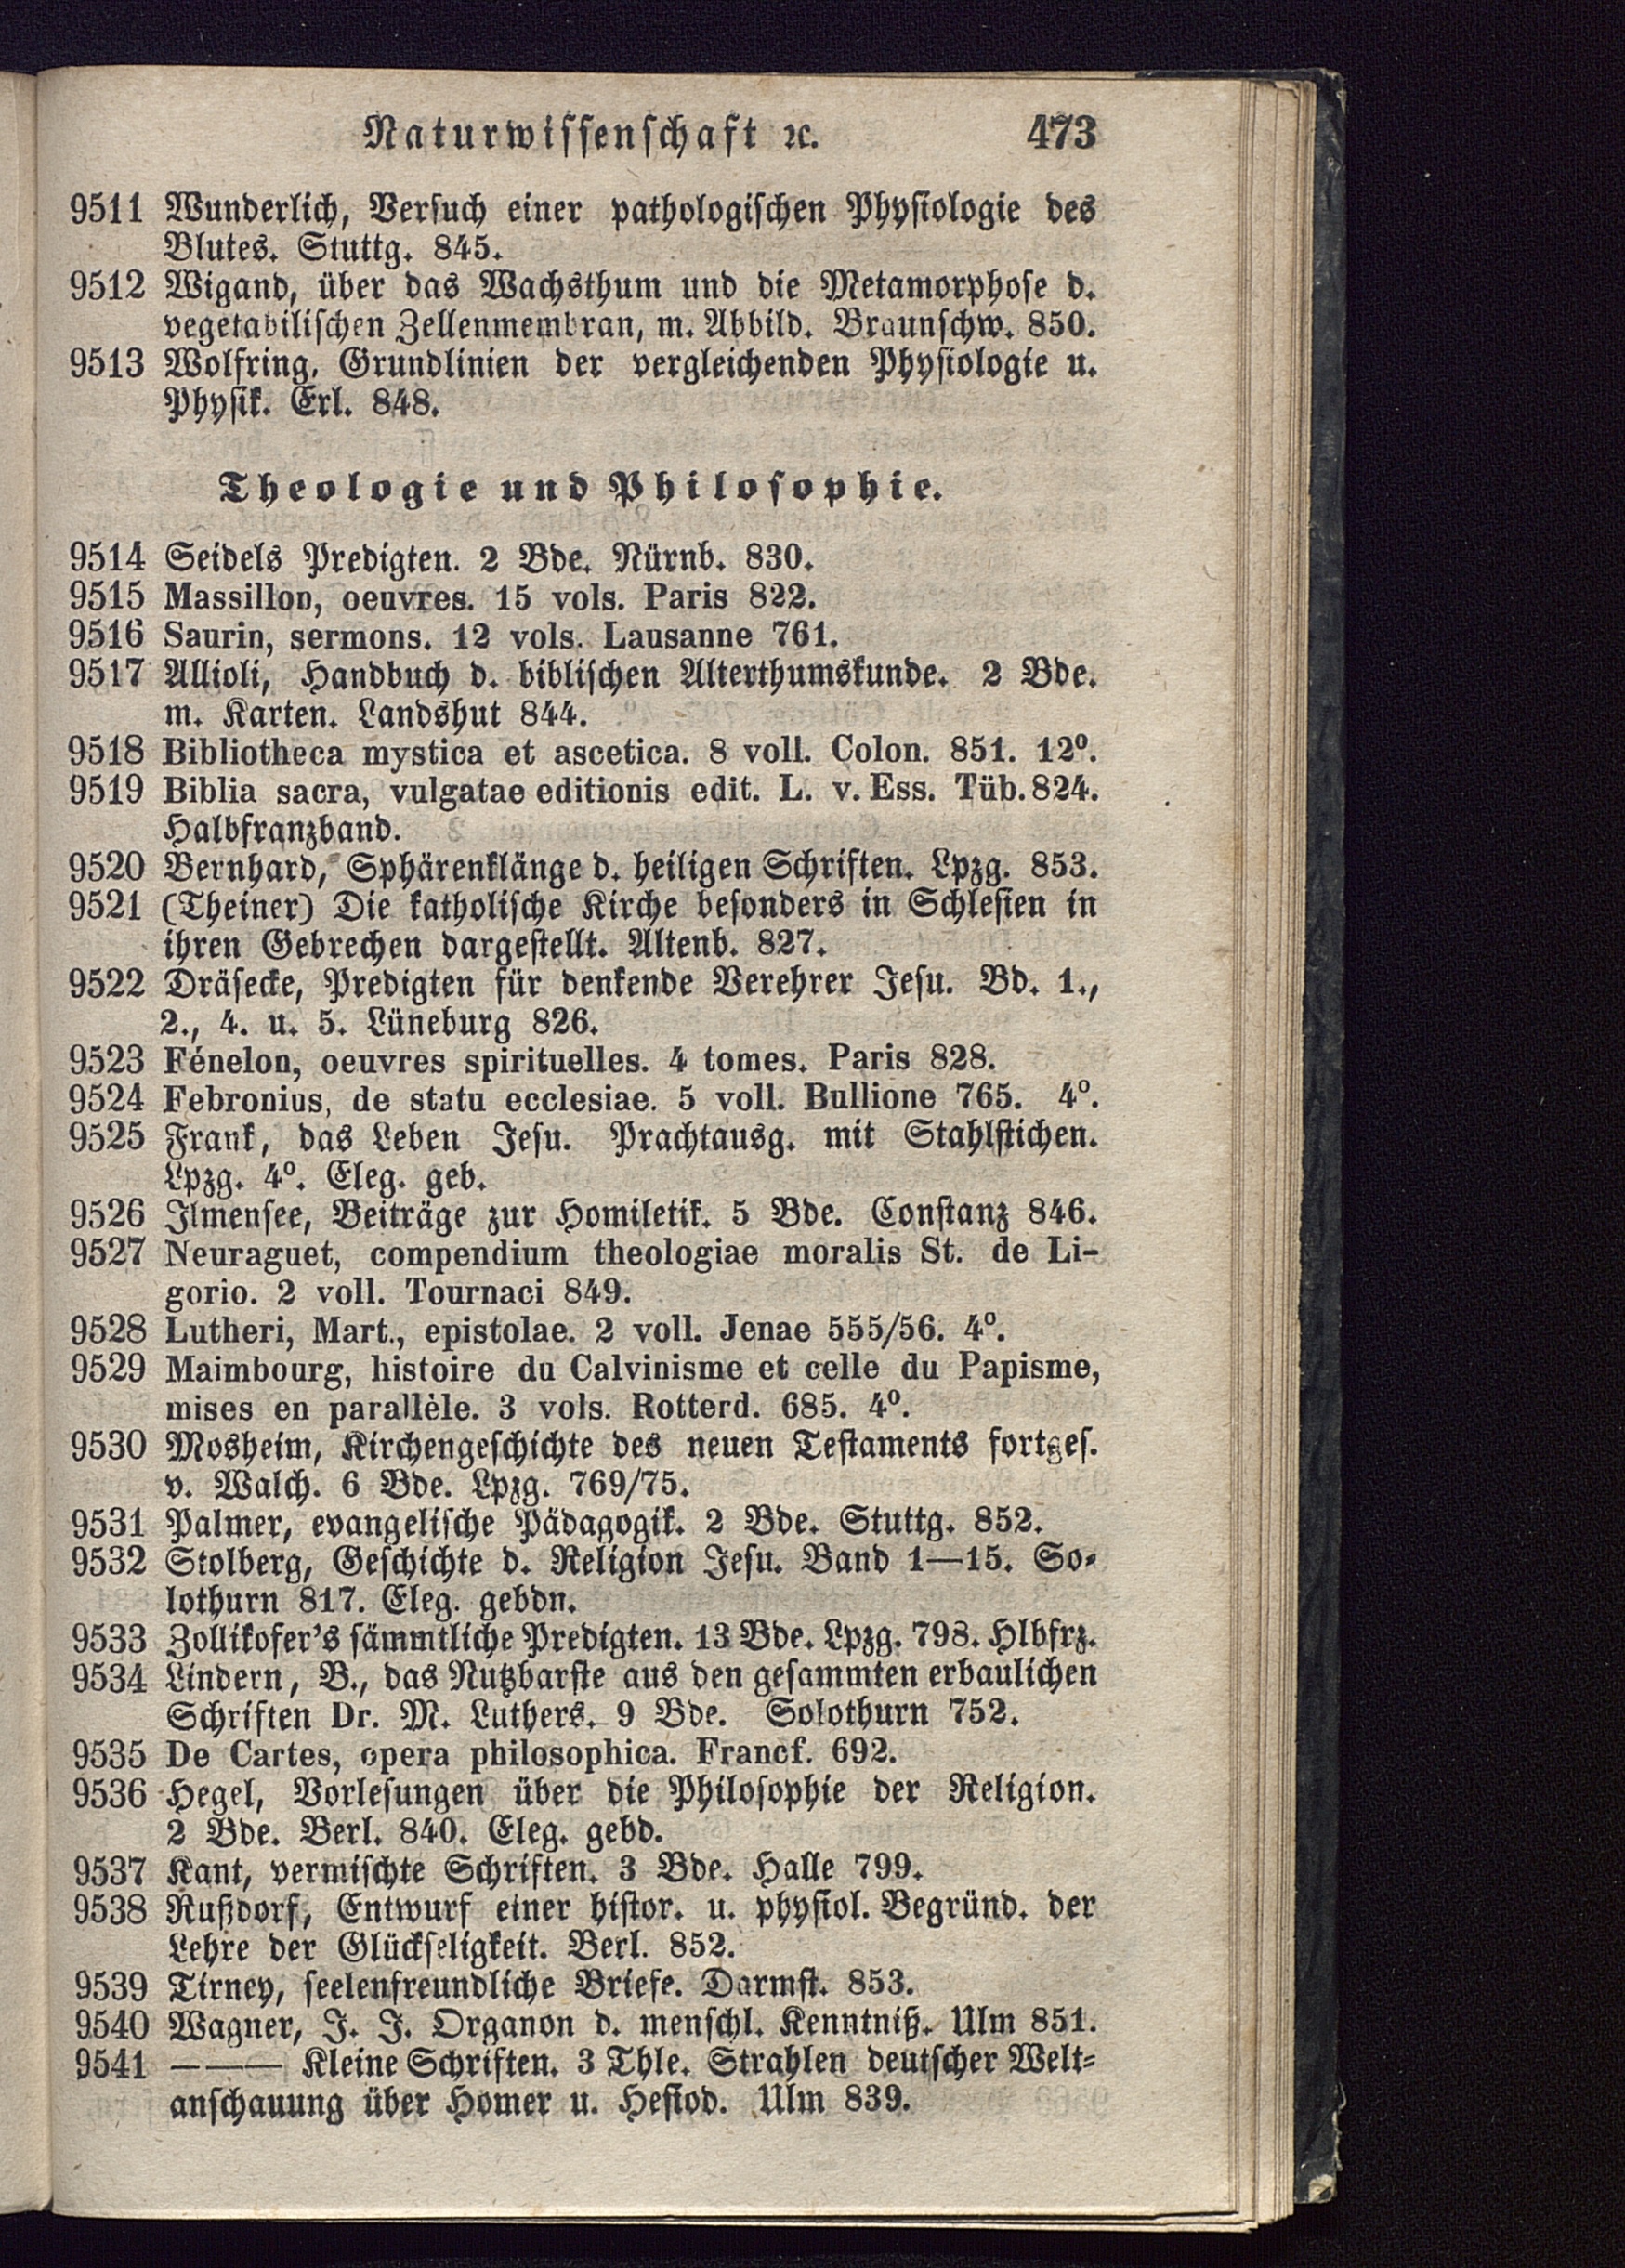 Naturwissenschaft ꝛc. 473
9511 Wunderlich, Versuch einer pathologischen Physiologie des
Blutes. Stuttg. 845.
9512 Wigand, über das Wachsthum und die Metamorphose d.
vegetabilischen Zellenmembran, m. Abbild. Braunschw. 850.
9513 Wolfring, Grundlinien der vergleichenden Physiologie u.
Physik. Erl. 848.
Theologie und Philosophie.
9514 Seidels Predigten. 2 Bde. Nürnb. 830.
9515 Massillon, oeuvres. 15 vols. Paris 822.
9516 Saurin, sermons. 12 vols. Lausanne 761.
9517 Allioli, Handbuch d. biblischen Alterthumskunde. 2 Bde.
m. Karten. Landshut 844.
9518 Bibliotheca mystica et ascetica. 8 voll. Colon. 851. 12⁰.
9519 Biblia sacra, vulgatae editionis edit. L. v. Ess. Tüb. 824.
Halbfranzband.
9520 Bernhard, Sphärenklänge d. heiligen Schriften. Lpzg. 853.
9521 (Theiner) Die katholische Kirche besonders in Schlesien in
ihren Gebrechen dargestellt. Altenb. 827.
9522 Dräsecke, Predigten für denkende Verehrer Jesu. Bd. 1.,
2., 4. u. 5. Lüneburg 826.
9523 Fénelon, oeuvres spirituelles. 4 tomes. Paris 828.
9524 Febronius, de statu ecclesiae. 5 voll. Bullione 765. 4⁰.
9525 Frank, das Leben Jesu. Prachtausg. mit Stahlstichen.
Lpzg. 4⁰. Eleg. geb.
9526 Ilmensee, Beiträge zur Homiletik. 5 Bde. Constanz 846.
9527 Neuraguet, compendium theologiae moralis St. de Li-
gorio. 2 voll. Tournaci 849.
9528 Lutheri, Mart., epistolae. 2 voll. Jenae 555/56. 4⁰.
9529 Maimbourg, histoire du Calvinisme et celle du Papisme,
mises en parallèle. 3 vols. Rotterd. 685. 4⁰.
9530 Mosheim, Kirchengeschichte des neuen Testaments fortges.
v. Walch. 6 Bde. Lpzg. 769/75.
9531 Palmer, evangelische Pädagogik. 2 Bde. Stuttg. 852.
9532 Stolberg, Geschichte d. Religion Jesu. Band 1—15. So-
lothurn 817. Eleg. gebdn.
9533 Zollikofer's sämmtliche Predigten. 13 Bde. Lpzg. 798. Hlbfrz.
9534 Lindern, B., das Nutzbarste aus den gesammten erbaulichen
Schriften Dr. M. Luthers. 9 Bde. Solothurn 752.
9535 De Cartes, opera philosophica. Francf. 692.
9536 Hegel, Vorlesungen über die Philosophie der Religion.
2 Bde. Berl. 840. Eleg. gebd.
9537 Kant, vermischte Schriften. 3 Bde. Halle 799.
9538 Rußdorf, Entwurf einer histor. u. physiol. Begründ. der
Lehre der Glückseligkeit. Berl. 852.
9539 Tirney, seelenfreundliche Briefe. Darmst. 853.
9540 Wagner, J. J. Organon d. menschl. Kenntniß. Ulm 851.
9541 ——— Kleine Schriften. 3 Thle. Strahlen deutscher Welt-
anschauung über Homer u. Hesiod. Ulm 839.